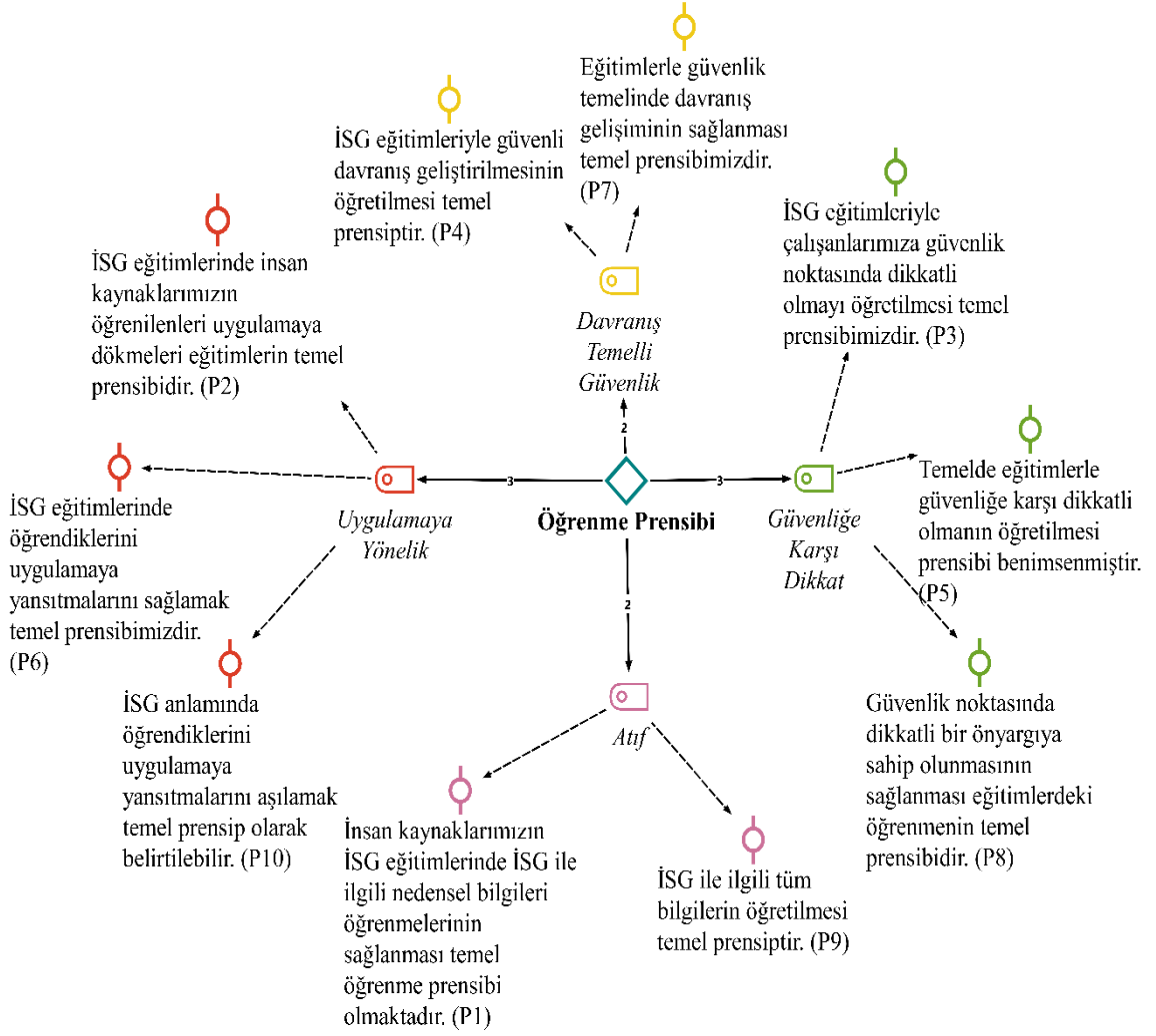 Eğitimlerle güvenlik
temelinde davranış
gelişiminin sağlanması
temel prensibimizdir.
(P7)
İSG eğitimleriyle güvenli
davranış geliştirilmesinin
öğretilmesi temel
prensiptir. (P4)
İSG eğitimleriyle
çalışanlarımıza güvenlik
noktasında dikkatli
olmayı öğretilmesi temel
prensibimizdir. (P3)
İSG eğitimlerinde insan
kaynaklarımızın
öğrenilenleri uygulamaya
dökmeleri eğitimlerin temel
prensibidir. (P2)
Davranış
Temelli
Güvenlik
2
3
3
Öğrenme Prensibi
Uygulamaya
Yönelik
Güvenliğe
Karşı
Dikkat
Temelde eğitimlerle
güvenliğe karşı dikkatli
olmanın öğretilmesi
prensibi benimsenmiştir.
(P5)
İSG eğitimlerinde
öğrendiklerini
uygulamaya
yansıtmalarını sağlamak
temel prensibimizdir.
(P6)
2
Atıf
İSG anlamında
öğrendiklerini
uygulamaya
yansıtmalarını aşılamak
temel prensip olarak
belirtilebilir. (P10)
Güvenlik noktasında
dikkatli bir önyargıya
sahip olunmasının
sağlanması eğitimlerdeki
öğrenmenin temel
prensibidir. (P8)
İnsan kaynaklarımızın
İSG eğitimlerinde İSG ile
ilgili nedensel bilgileri
öğrenmelerinin
sağlanması temel
öğrenme prensibi
olmaktadır. (P1)
İSG ile ilgili tüm
bilgilerin öğretilmesi
temel prensiptir. (P9)